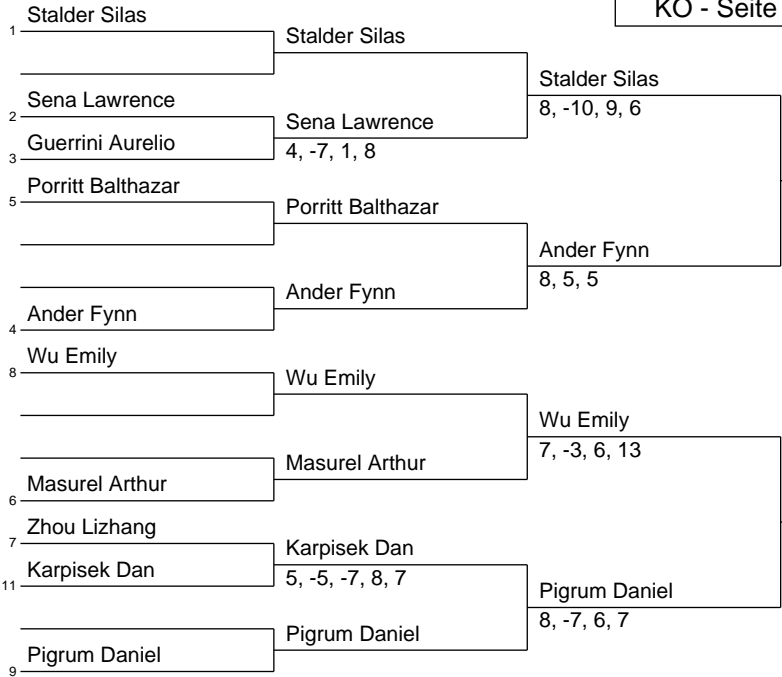 KO - Seite
1 Stalder Silas
Stalder Silas
Stalder Silas
8, -10, 9, 6
2 Sena Lawrence
Sena Lawrence
4, -7, 1, 8
3 Guerrini Aurelio
5 Porritt Balthazar
Porritt Balthazar
Ander Fynn
8, 5, 5
Ander Fynn
4 Ander Fynn
8 Wu Emily
Wu Emily
Wu Emily
7, -3, 6, 13
Masurel Arthur
6 Masurel Arthur
7 Zhou Lizhang
Karpisek Dan
5, -5, -7, 8, 7
11 Karpisek Dan
Pigrum Daniel
8, -7, 6, 7
Pigrum Daniel
9 Pigrum Daniel